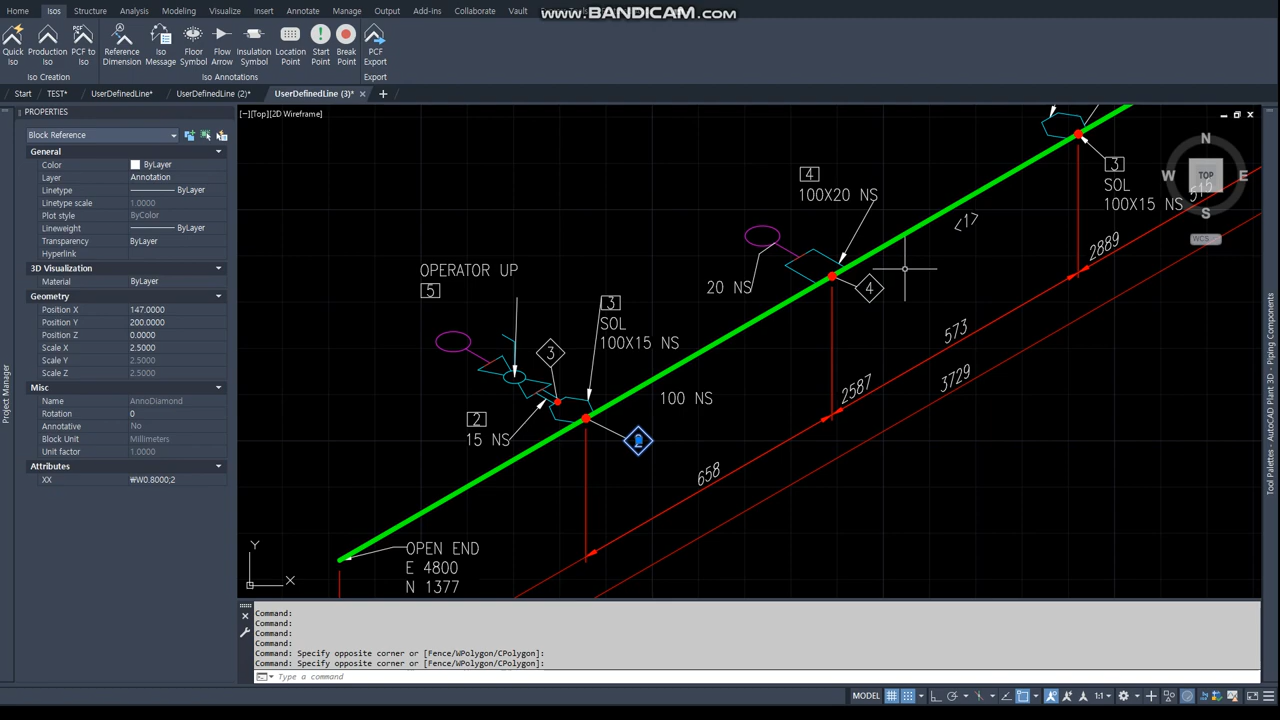 www.BANDICAM.com
Home Isos Structure Analysis Modeling Visualize Insert Annotate Manage Output Add-ins Collaborate Vault
Quick Iso
Production Iso
PCF to Iso
Reference Dimension
Iso Message
Floor Symbol
Flow Arrow
Insulation Symbol
Location Point
Start Point
Break Point
PCF Export
Iso Creation Iso Annotations Export
Start TEST* UserDefinedLine* UserDefinedLine (2)* UserDefinedLine (3)*
PROPERTIES
[−][Top][2D Wireframe]
Block Reference
General
Color ByLayer
Layer Annotation
Linetype ByLayer
Linetype scale 1.0000
Plot style ByColor
Lineweight ByLayer
Transparency ByLayer
Hyperlink
3D Visualization
Material ByLayer
Geometry
Position X 147.0000
Position Y 200.0000
Position Z 0.0000
Scale X 2.5000
Scale Y 2.5000
Scale Z 2.5000
Misc
Name AnnoDiamond
Rotation 0
Annotative No
Block Unit Millimeters
Unit factor 1.0000
Attributes
XX ₩W0.8000;2
Project Manager
N
W TOP E
S
WCS
3
SOL
100X15 NS
515
2889
4
100X20 NS
<1>
20 NS
4
573
3729
2587
OPERATOR UP
5
3
SOL
100X15 NS
3
100 NS
2
15 NS
2
658
OPEN END
E 4800
N 1377
Y
X
Tool Palettes - AutoCAD Plant 3D - Piping Components
Command:
Command:
Command:
Command:
Command: Specify opposite corner or [Fence/WPolygon/CPolygon]:
Command: Specify opposite corner or [Fence/WPolygon/CPolygon]:
Type a command
MODEL 1:1